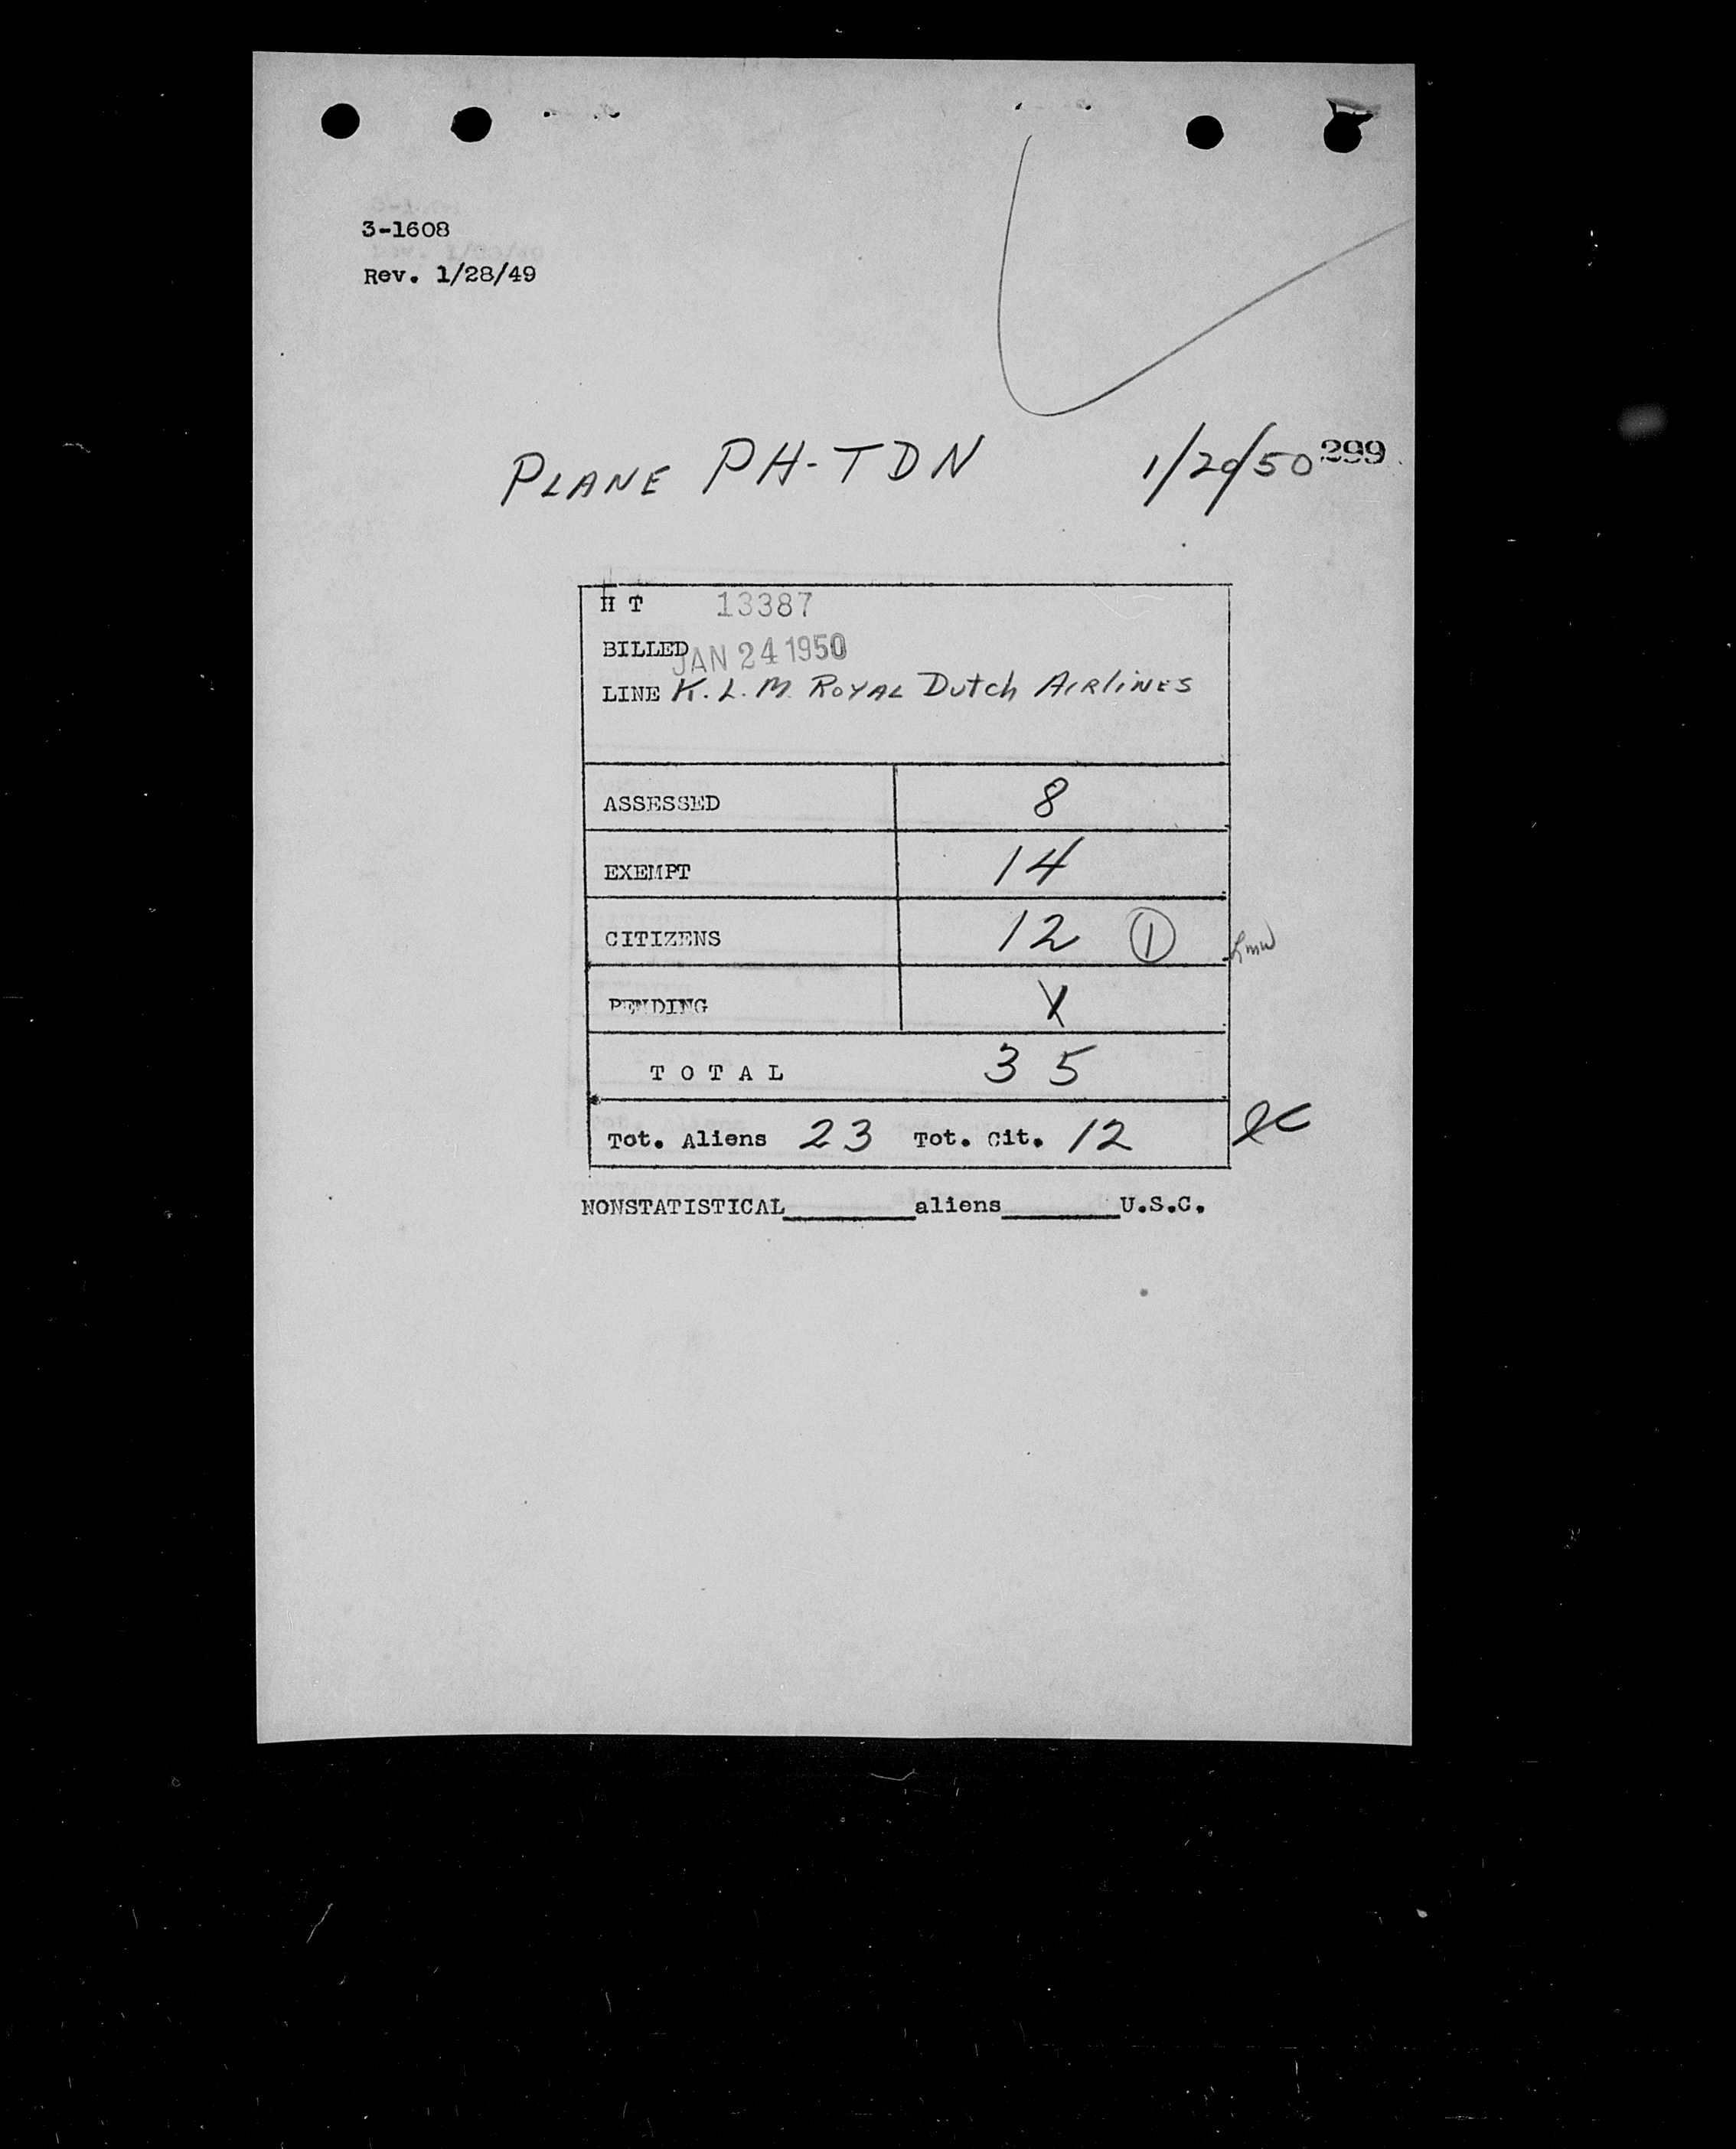 3-1608
Rev. 1/28/49
PLANE PH-TDN 1/20/50 299
H T 13387
BILLED JAN 24 1950
LINE K. L. M. ROYAL Dutch AIRLINES
ASSESSED 8
EXEMPT 14
CITIZENS 12 1
PENDING
TOTAL 35
Tot. Aliens 23 Tot. Cit. 12
NONSTATISTICAL________aliens________U.S.C.